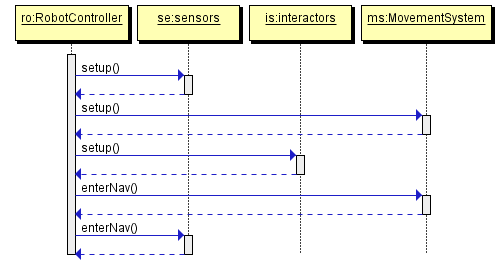 ro:RobotController
se:sensors
is:interactors
ms:MovementSystem
setup()
setup()
setup()
enterNav()
enterNav()